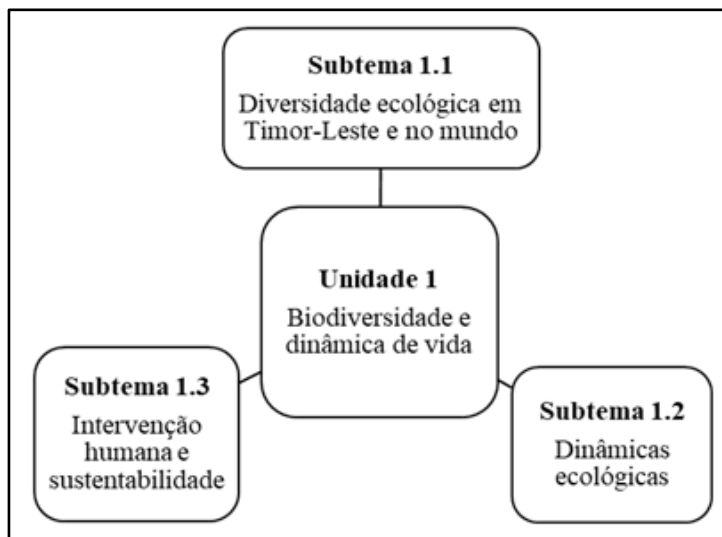 Subtema 1.1
Diversidade ecológica em
Timor-Leste e no mundo
Unidade 1
Biodiversidade e
dinâmica de vida
Subtema 1.3
Intervenção
humana e
sustentabilidade
Subtema 1.2
Dinâmicas
ecológicas